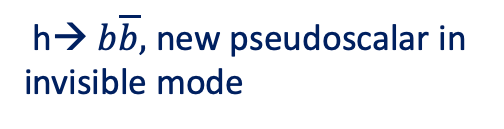 h→ bb̅, new pseudoscalar in
invisible mode